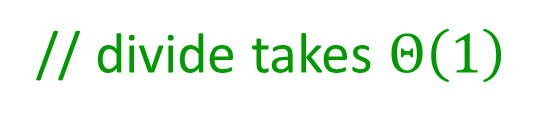 // divide takes Θ(1)